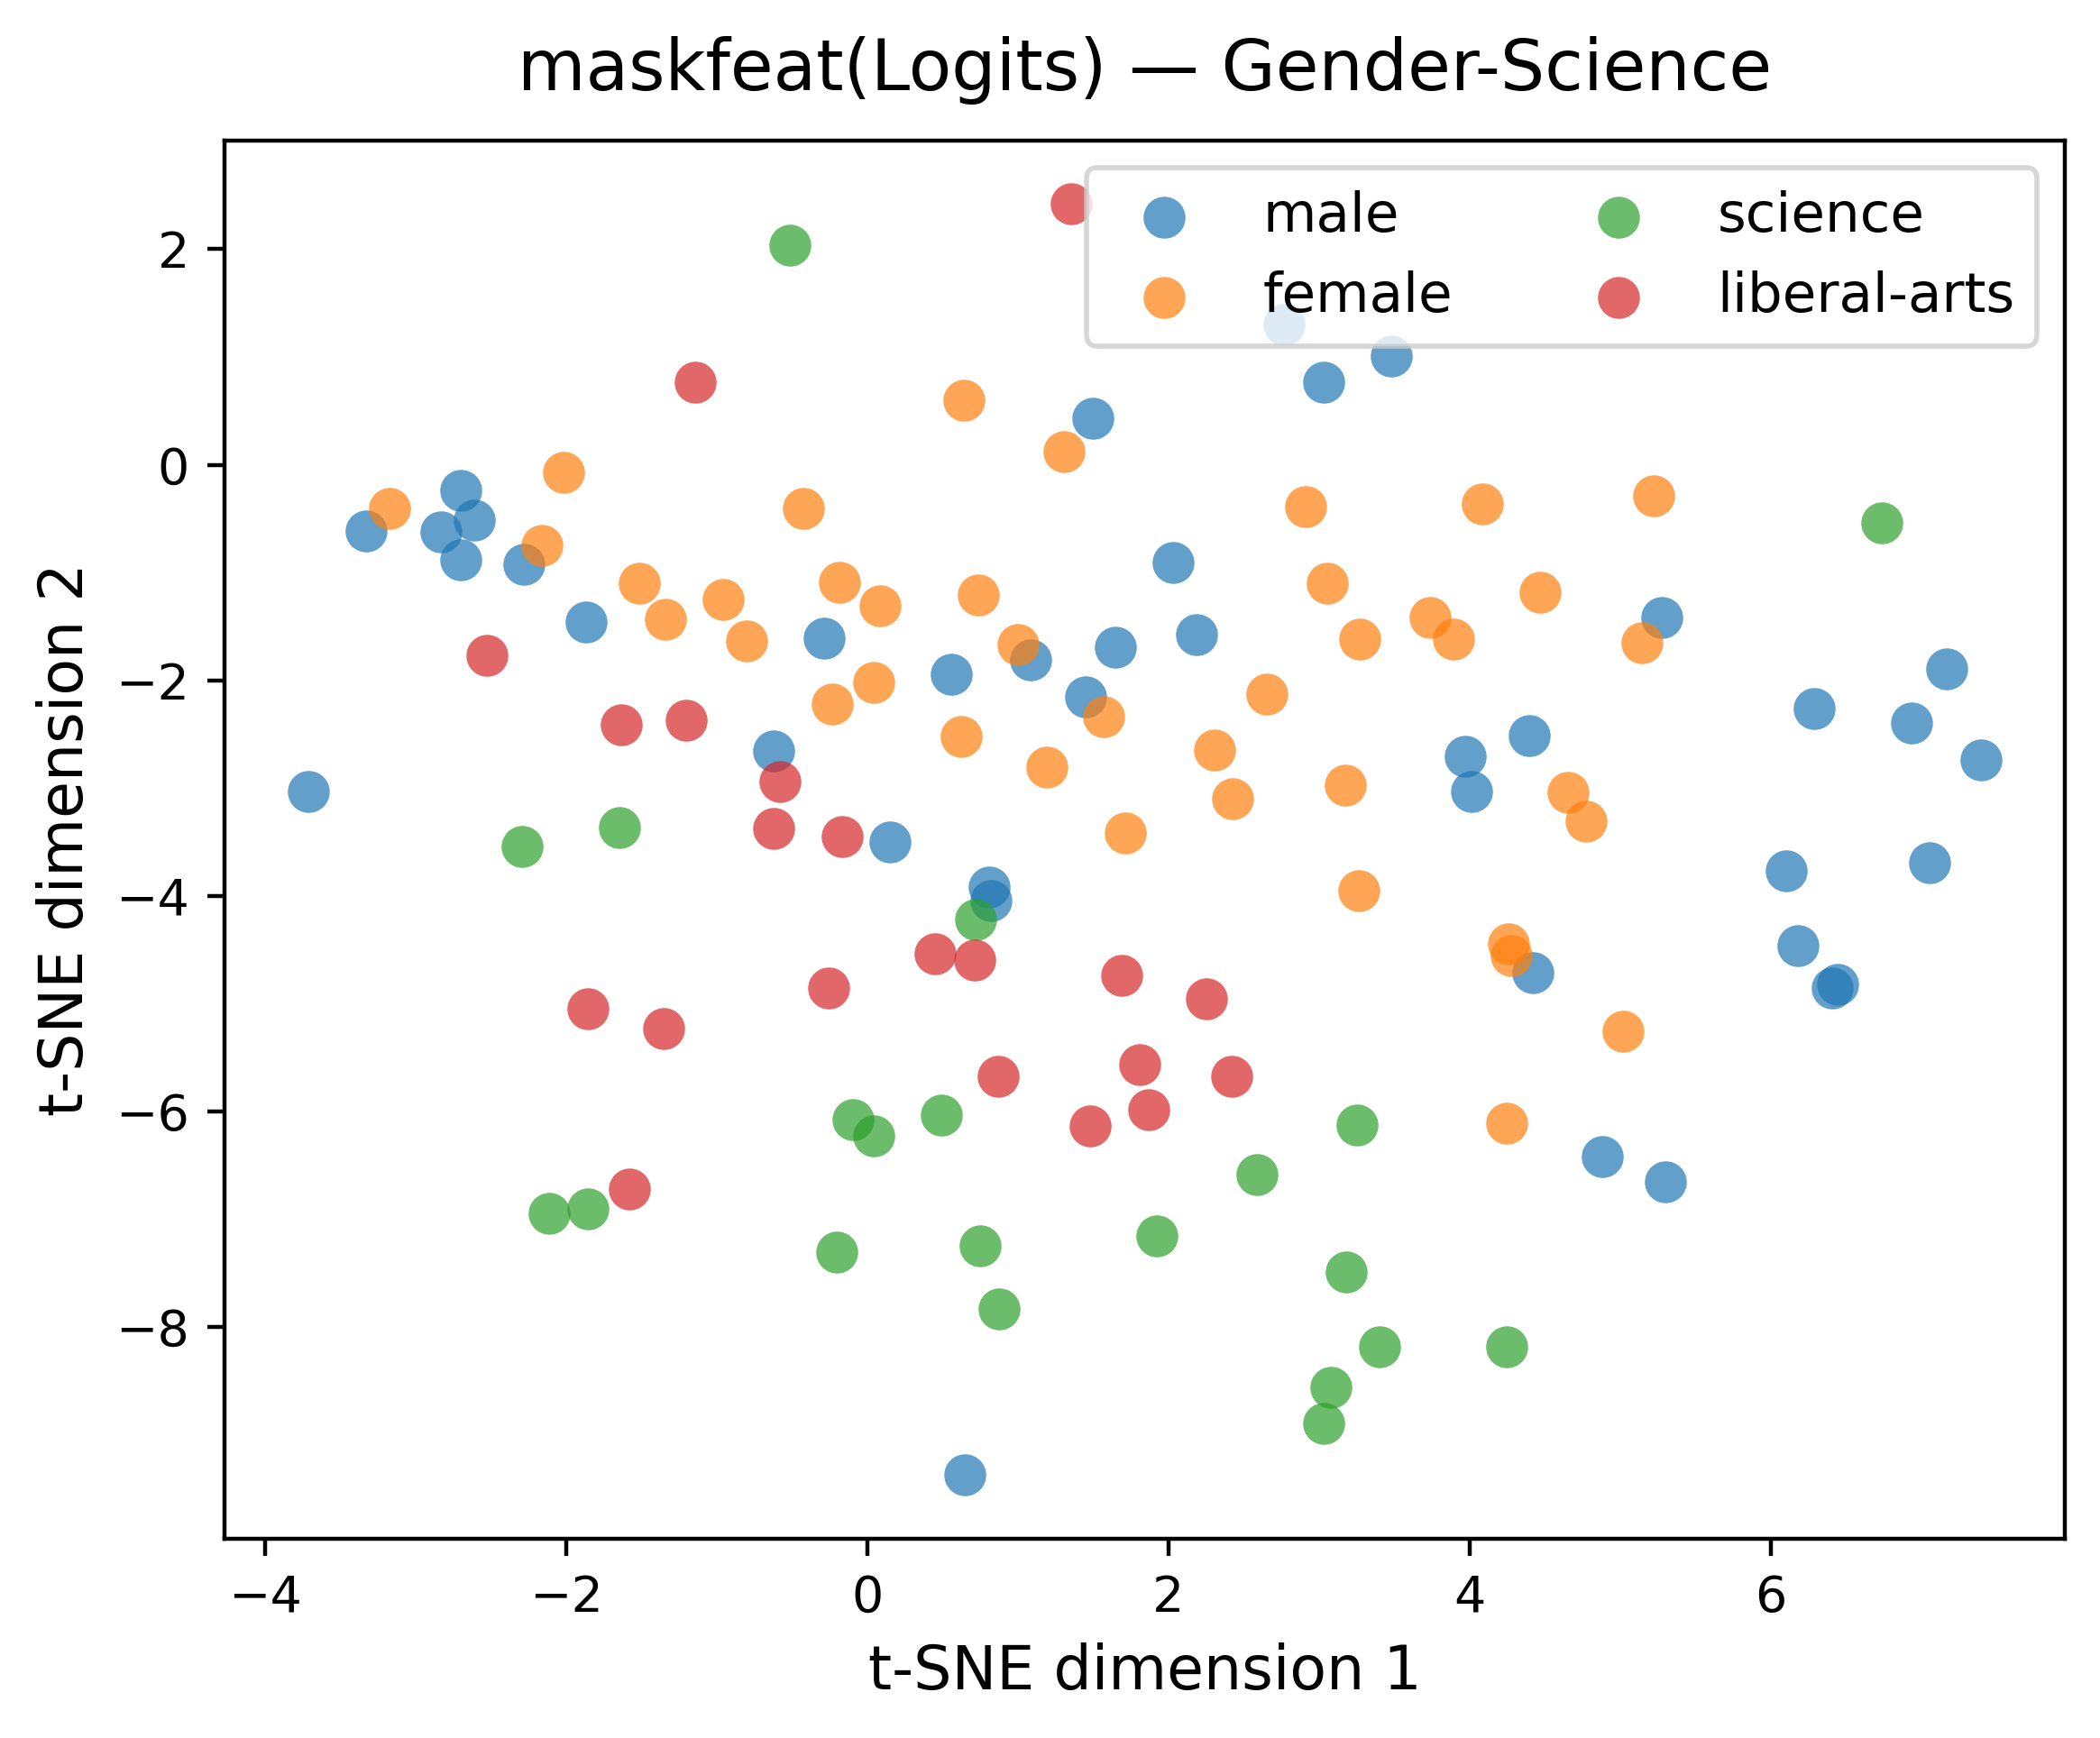 maskfeat(Logits) — Gender-Science
male
female
science
liberal-arts
t-SNE dimension 2
2
0
−2
−4
−6
−8
−4
−2
0
2
4
6
t-SNE dimension 1